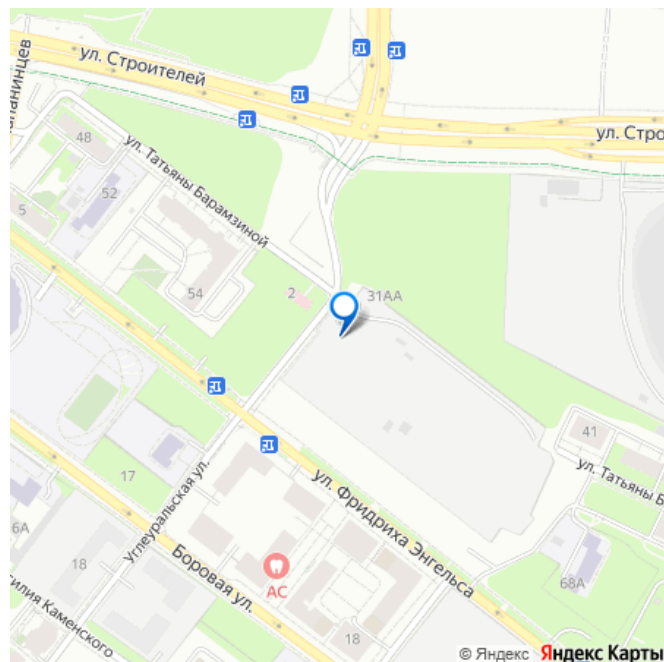 ул. Строителей
ул. Стро
48
ул. Татьяны Барамзиной
52
5
54
2
31АА
41
ул. Татьяны Б
17
Углеуральская ул.
ул. Фридриха Энгельса
6А
18
Боровая ул.
68А
АС
Каменского
18
© Яндекс Яндекс Карты